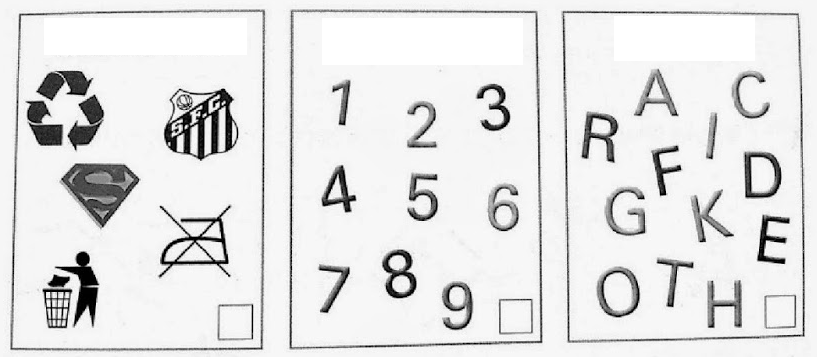 S.F.C.
S
1 2 3
4 5 6
7 8 9
A C
R I
F D
G K
E
O T H